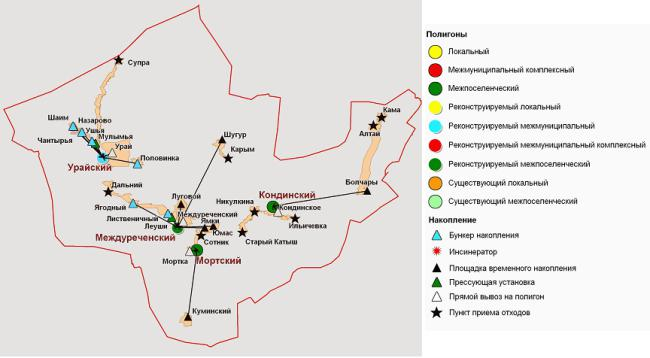 Супра
Шаим
Назарово
Ушья
Чантырья
Мулымья
Урай
Половинка
Урайский
Шугур
Карым
Кама
Алтай
Болчары
Дальний
Ягодный
Луговой
Лиственичный
Междуреченский
Леуши
Ямки
Юмас
Междуреченский
Сотник
Мортка
Мортский
Никулкина
Кондинский
Кондинское
Ильичевка
Старый Катыш
Куминский
Полигоны
Локальный
Межмуниципальный комплексный
Межпоселенческий
Реконструируемый локальный
Реконструируемый межмуниципальный
Реконструируемый межмуниципальный комплексный
Реконструируемый межпоселенческий
Существующий локальный
Существующий межпоселенческий
Накопление
Бункер накопления
Инсинератор
Площадка временного накопления
Прессующая установка
Прямой вывоз на полигон
Пункт приема отходов